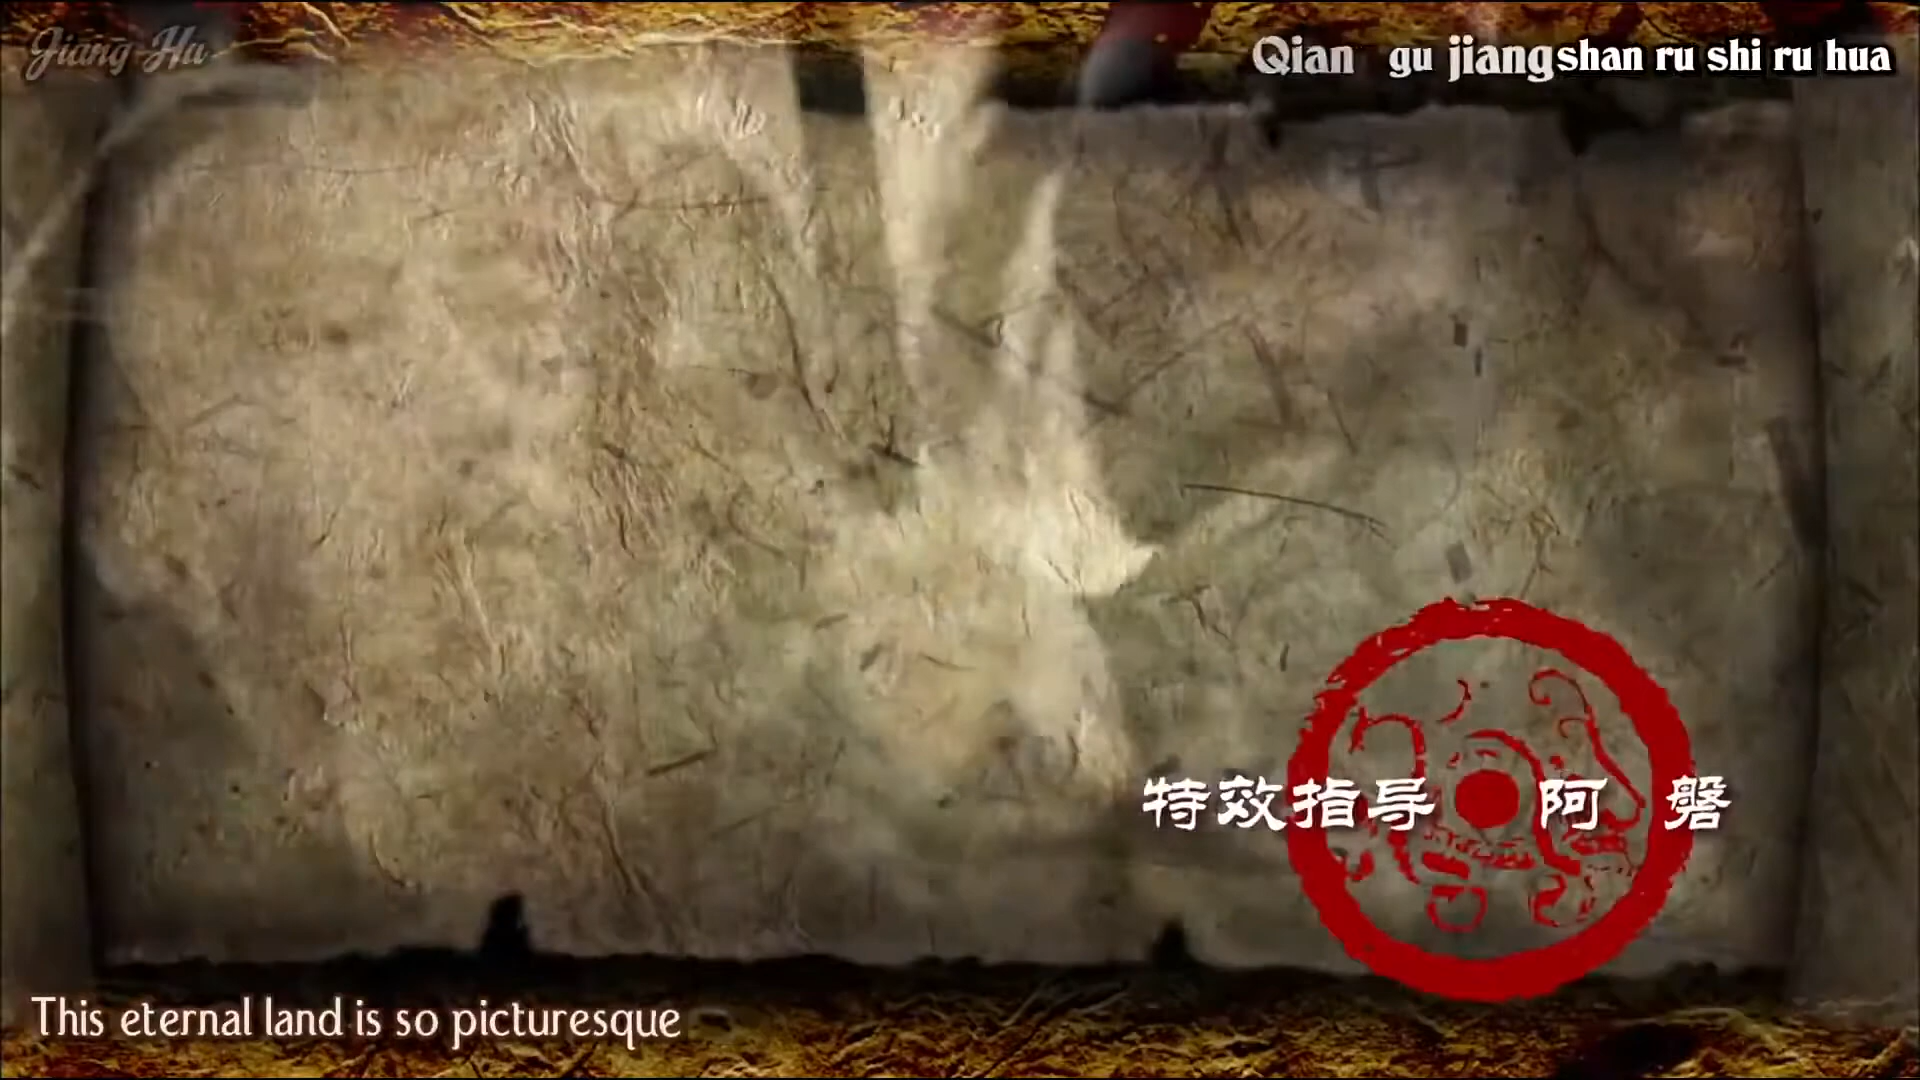 Jiang-Hu
Qian gu jiangshan ru shi ru hua
特效指导 阿 磐
This eternal land is so picturesque